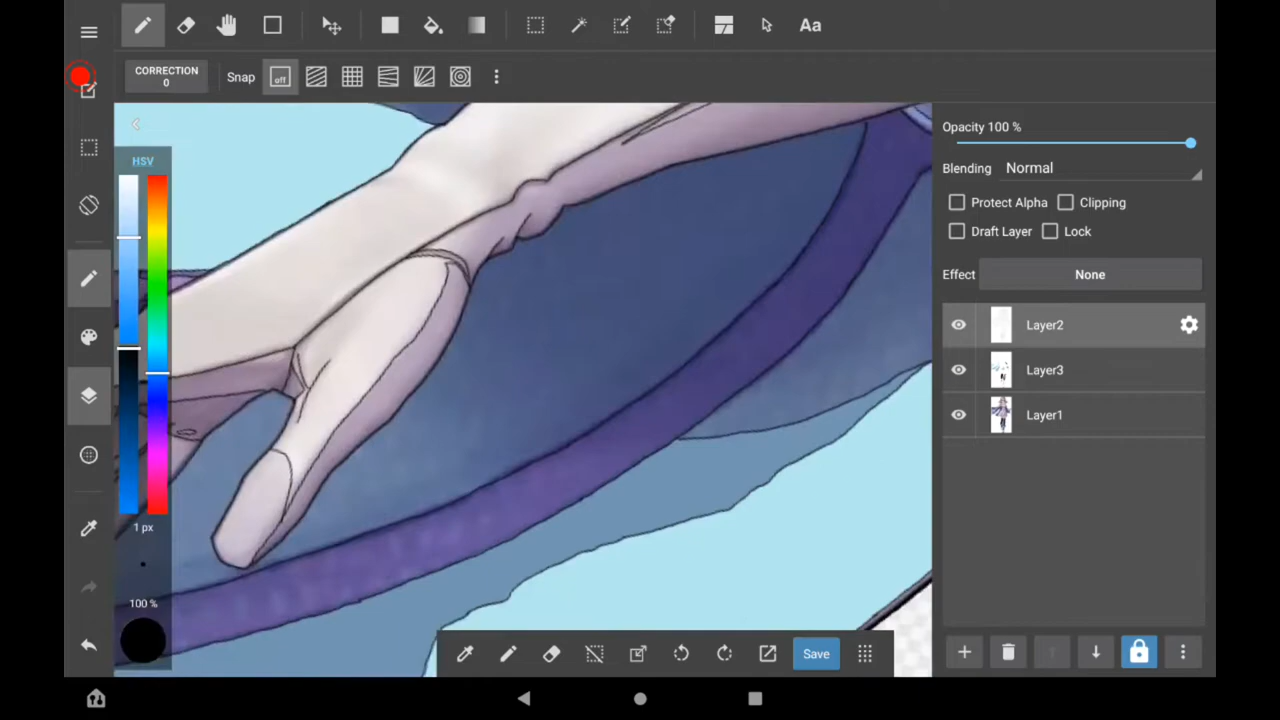 Aa
CORRECTION
0
Snap
off
HSV
1 px
100 %
Opacity 100 %
Blending Normal
Protect Alpha Clipping
Draft Layer Lock
Effect None
Layer2
Layer3
Layer1
Save